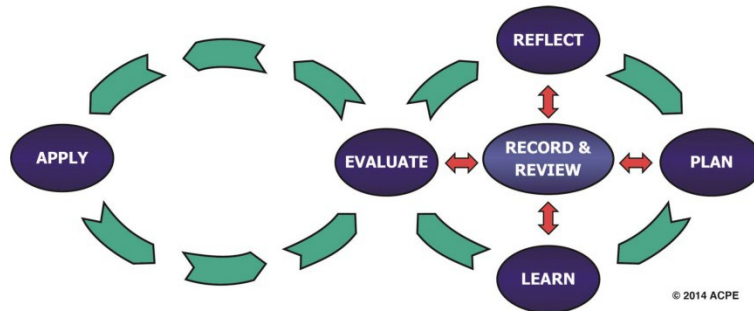 REFLECT
APPLY
EVALUATE
RECORD &
REVIEW
PLAN
LEARN
© 2014 ACPE